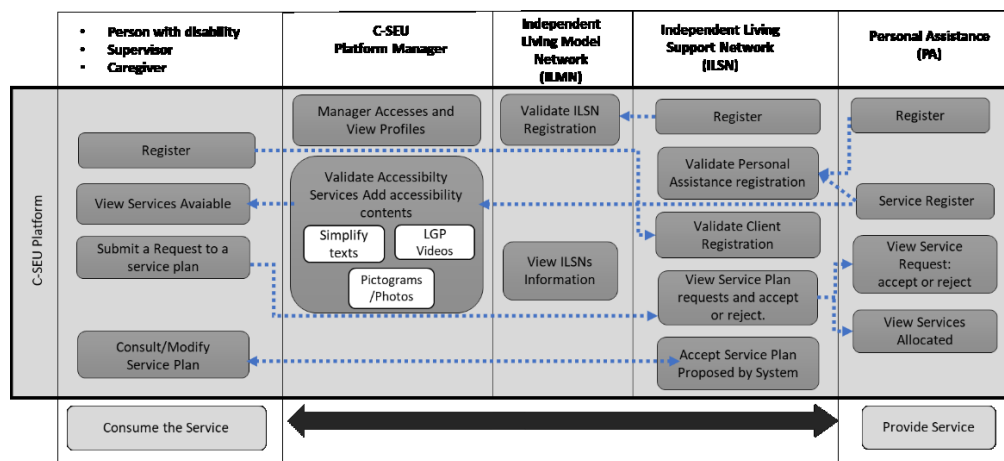 • Person with disability
• Supervisor
• Caregiver
C-SEU
Platform Manager
Independent
Living Model
Network
(ILMN)
Independent Living
Support Network
(ILSN)
Personal Assistance
(PA)
C-SEU Platform
Register
View Services Avaiable
Submit a Request to a
service plan
Consult/Modify
Service Plan
Manager Accesses and
View Profiles
Validate Accessibilty
Services Add accessibility
contents
Simplify
texts
LGP
Videos
Pictograms
/Photos
Validate ILSN
Registration
View ILSNs
Information
Register
Validate Personal
Assistance registration
Validate Client
Registration
View Service Plan
requests and accept
or reject.
Accept Service Plan
Proposed by System
Register
Service Register
View Service
Request:
accept or reject
View Services
Allocated
Consume the Service
Provide Service